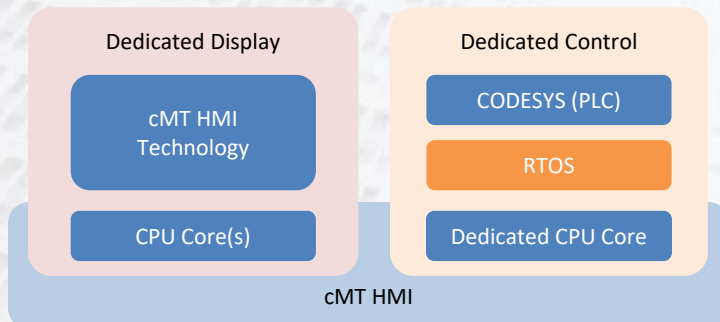 Dedicated Display
cMT HMI
Technology
CPU Core(s)
Dedicated Control
CODESYS (PLC)
RTOS
Dedicated CPU Core
cMT HMI